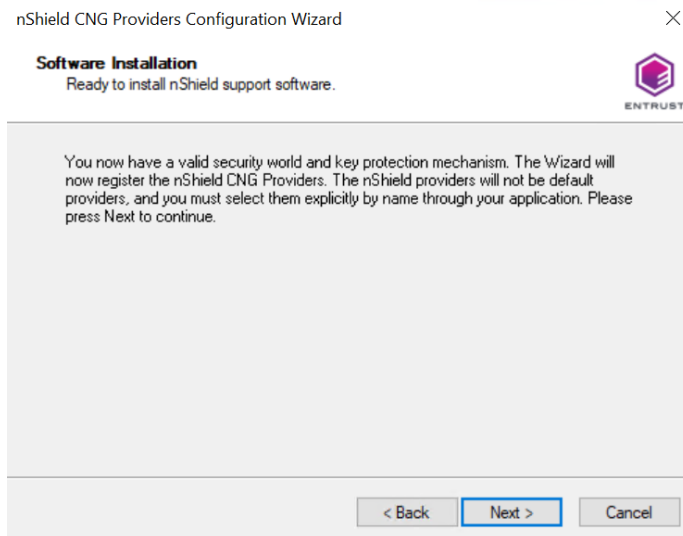 nShield CNG Providers Configuration Wizard
Software Installation
Ready to install nShield support software.
ENTRUST
You now have a valid security world and key protection mechanism. The Wizard will
now register the nShield CNG Providers. The nShield providers will not be default
providers, and you must select them explicitly by name through your application. Please
press Next to continue.
< Back
Next >
Cancel